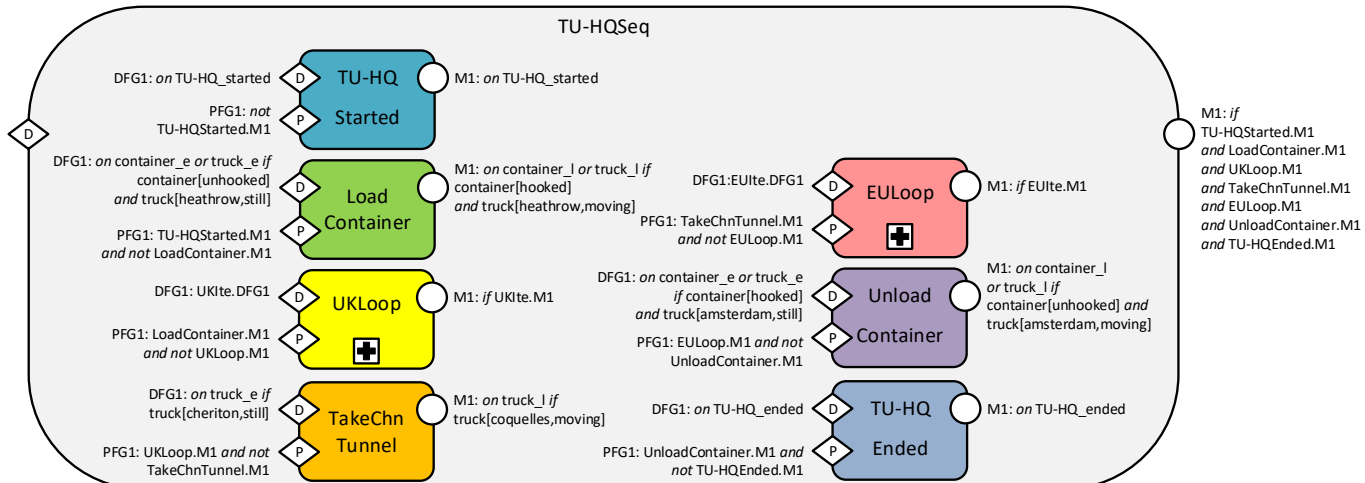 TU-HQSeq
D
DFG1: on TU-HQ_started
D
TU-HQ
Started
M1: on TU-HQ_started
PFG1: not
TU-HQStarted.M1
P
DFG1: on container_e or truck_e if
container[unhooked]
and truck[heathrow,still]
D
Load
Container
M1: on container_l or truck_l if
container[hooked]
and truck[heathrow,moving]
PFG1: TU-HQStarted.M1
and not LoadContainer.M1
P
DFG1: UKIte.DFG1
D
UKLoop
M1: if UKIte.M1
PFG1: LoadContainer.M1
and not UKLoop.M1
P
DFG1: on truck_e if
truck[cheriton,still]
D
TakeChn
Tunnel
M1: on truck_l if
truck[coquelles,moving]
PFG1: UKLoop.M1 and not
TakeChnTunnel.M1
P
DFG1:EUIte.DFG1
D
EULoop
M1: if EUIte.M1
PFG1: TakeChnTunnel.M1
and not EULoop.M1
P
DFG1: on container_e or truck_e
if container[hooked]
and truck[amsterdam,still]
D
Unload
Container
M1: on container_l
or truck_l if
container[unhooked] and
truck[amsterdam,moving]
PFG1: EULoop.M1 and not
UnloadContainer.M1
P
DFG1: on TU-HQ_ended
D
TU-HQ
Ended
M1: on TU-HQ_ended
PFG1: UnloadContainer.M1 and
not TU-HQEnded.M1
P
M1: if
TU-HQStarted.M1
and LoadContainer.M1
and UKLoop.M1
and TakeChnTunnel.M1
and EULoop.M1
and UnloadContainer.M1
and TU-HQEnded.M1